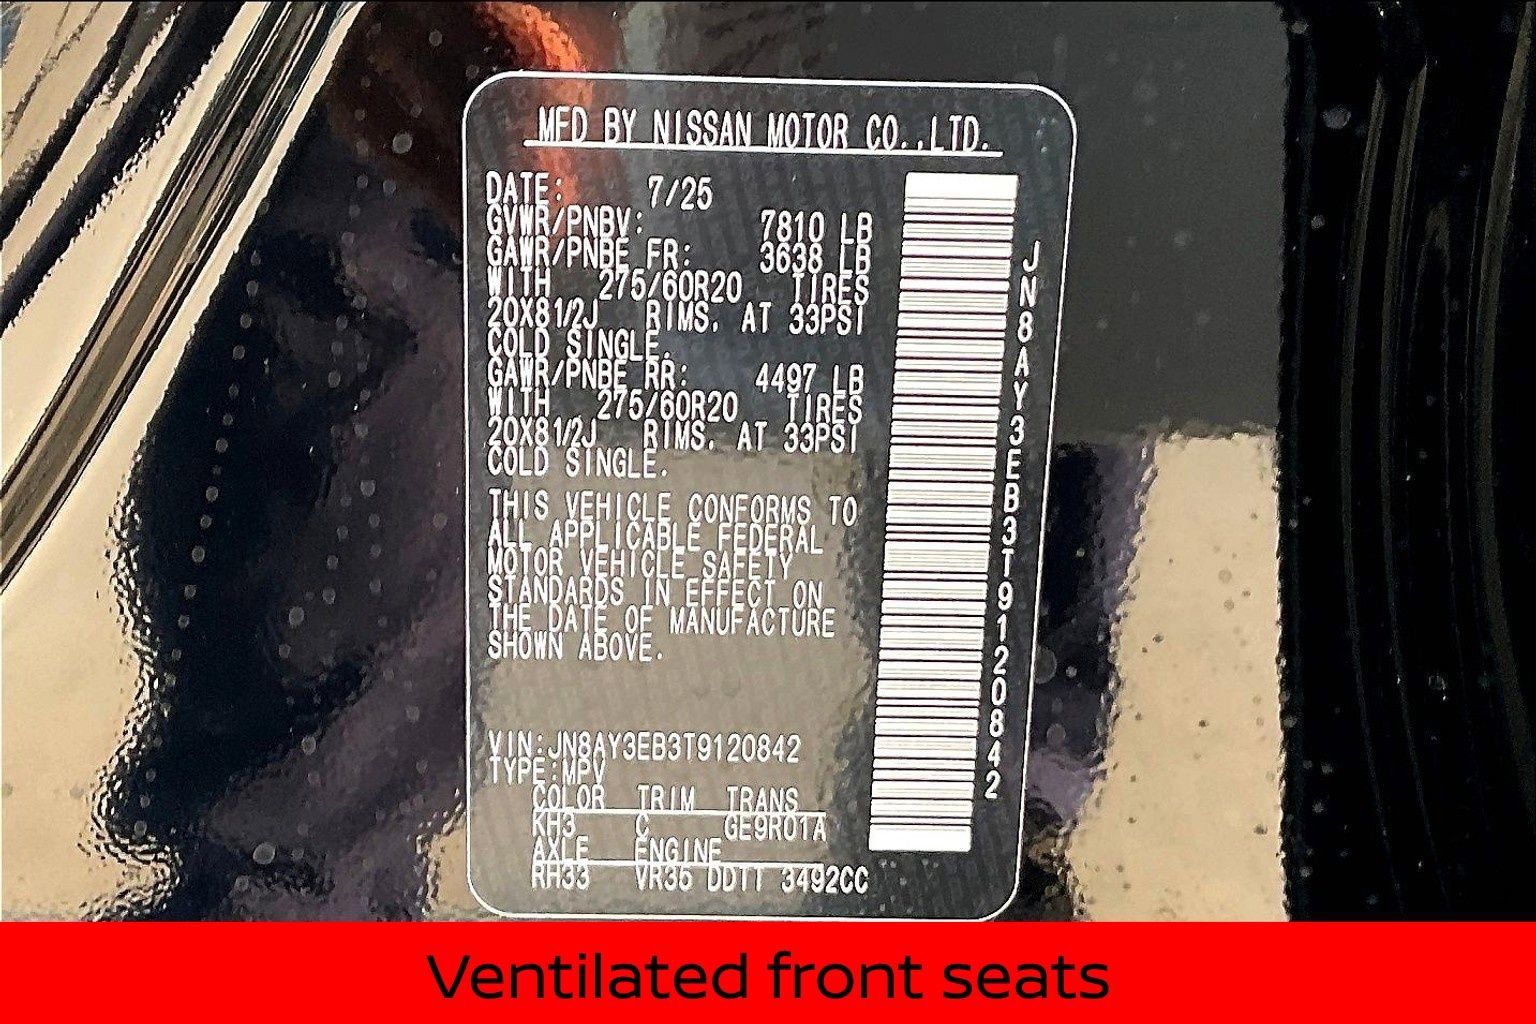 MFD BY NISSAN MOTOR CO.,LTD.
DATE: 7/25
GVWR/PNBV: 7810 LB
GAWR/PNBE FR: 3638 LB
WITH 275/60R20 TIRES
20X8 1/2J RIMS. AT 33PSI
COLD SINGLE.
GAWR/PNBE RR: 4497 LB
WITH 275/60R20 TIRES
20X8 1/2J RIMS. AT 33PSI
COLD SINGLE.
THIS VEHICLE CONFORMS TO
ALL APPLICABLE FEDERAL
MOTOR VEHICLE SAFETY
STANDARDS IN EFFECT ON
THE DATE OF MANUFACTURE
SHOWN ABOVE.
VIN:JN8AY3EB3T9120842
TYPE:MPV
COLOR TRIM TRANS
KH3 C GE9R01A
AXLE ENGINE
RH33 VR35 DDTT 3492CC
JN8AY3EB3T9120842
Ventilated front seats